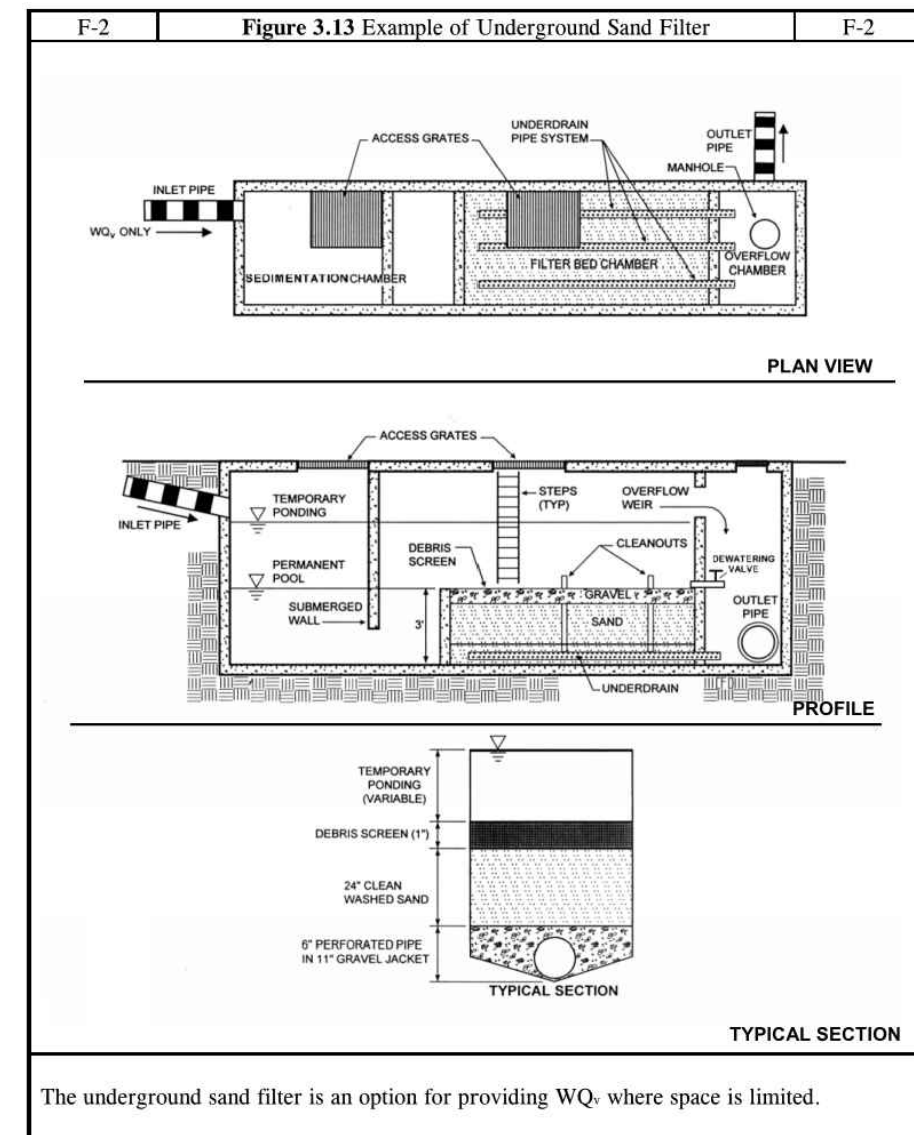 F-2 Figure 3.13 Example of Underground Sand Filter F-2
ACCESS GRATES
UNDERDRAIN
PIPE SYSTEM
OUTLET
PIPE
MANHOLE
INLET PIPE
WQv ONLY
SEDIMENTATION CHAMBER
FILTER BED CHAMBER
OVERFLOW
CHAMBER
PLAN VIEW
ACCESS GRATES
TEMPORARY
PONDING
STEPS
(TYP)
OVERFLOW
WEIR
INLET PIPE
DEBRIS
SCREEN
CLEANOUTS
PERMANENT
POOL
DEWATERING
VALVE
SUBMERGED
WALL
3'
GRAVEL
SAND
OUTLET
PIPE
UNDERDRAIN
PROFILE
TEMPORARY
PONDING
(VARIABLE)
DEBRIS SCREEN (1")
24" CLEAN
WASHED SAND
6" PERFORATED PIPE
IN 11" GRAVEL JACKET
TYPICAL SECTION
TYPICAL SECTION
The underground sand filter is an option for providing WQv where space is limited.